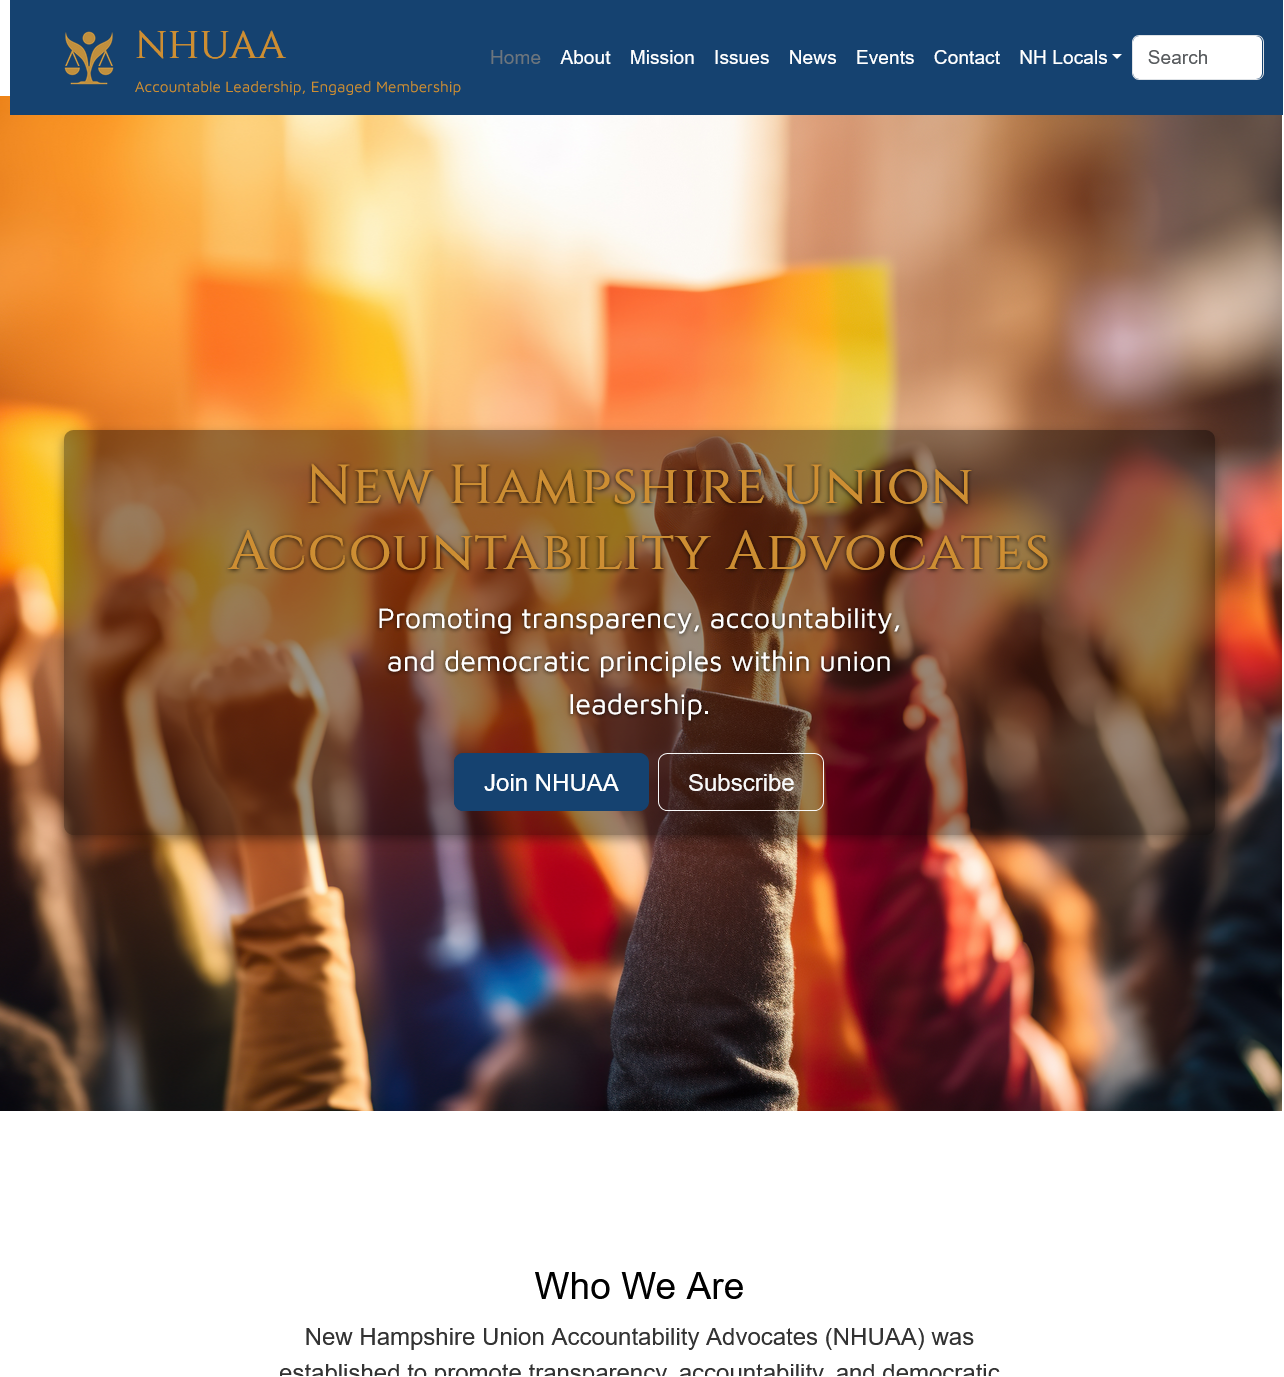 NHUAA
Accountable Leadership, Engaged Membership
Home About Mission Issues News Events Contact NH Locals Search
New Hampshire Union
Accountability Advocates
Promoting transparency, accountability,
and democratic principles within union
leadership.
Join NHUAA Subscribe
Who We Are
New Hampshire Union Accountability Advocates (NHUAA) was
established to promote transparency, accountability, and democratic